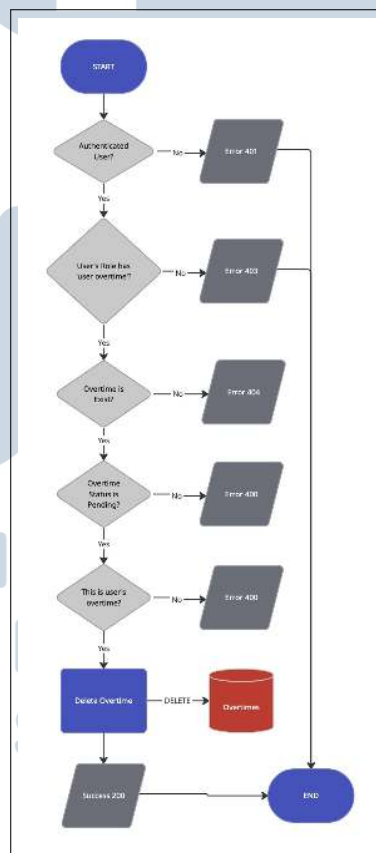 START
Authenticated
User?
No
Error 401
Yes
User's Role has
'user overtime'?
No
Error 403
Yes
Overtime is
Exist?
No
Error 404
Yes
Overtime
Status is
Pending?
No
Error 400
Yes
This is user's
overtime?
No
Error 400
Yes
Delete Overtime
DELETE
Overtimes
Success 200
END